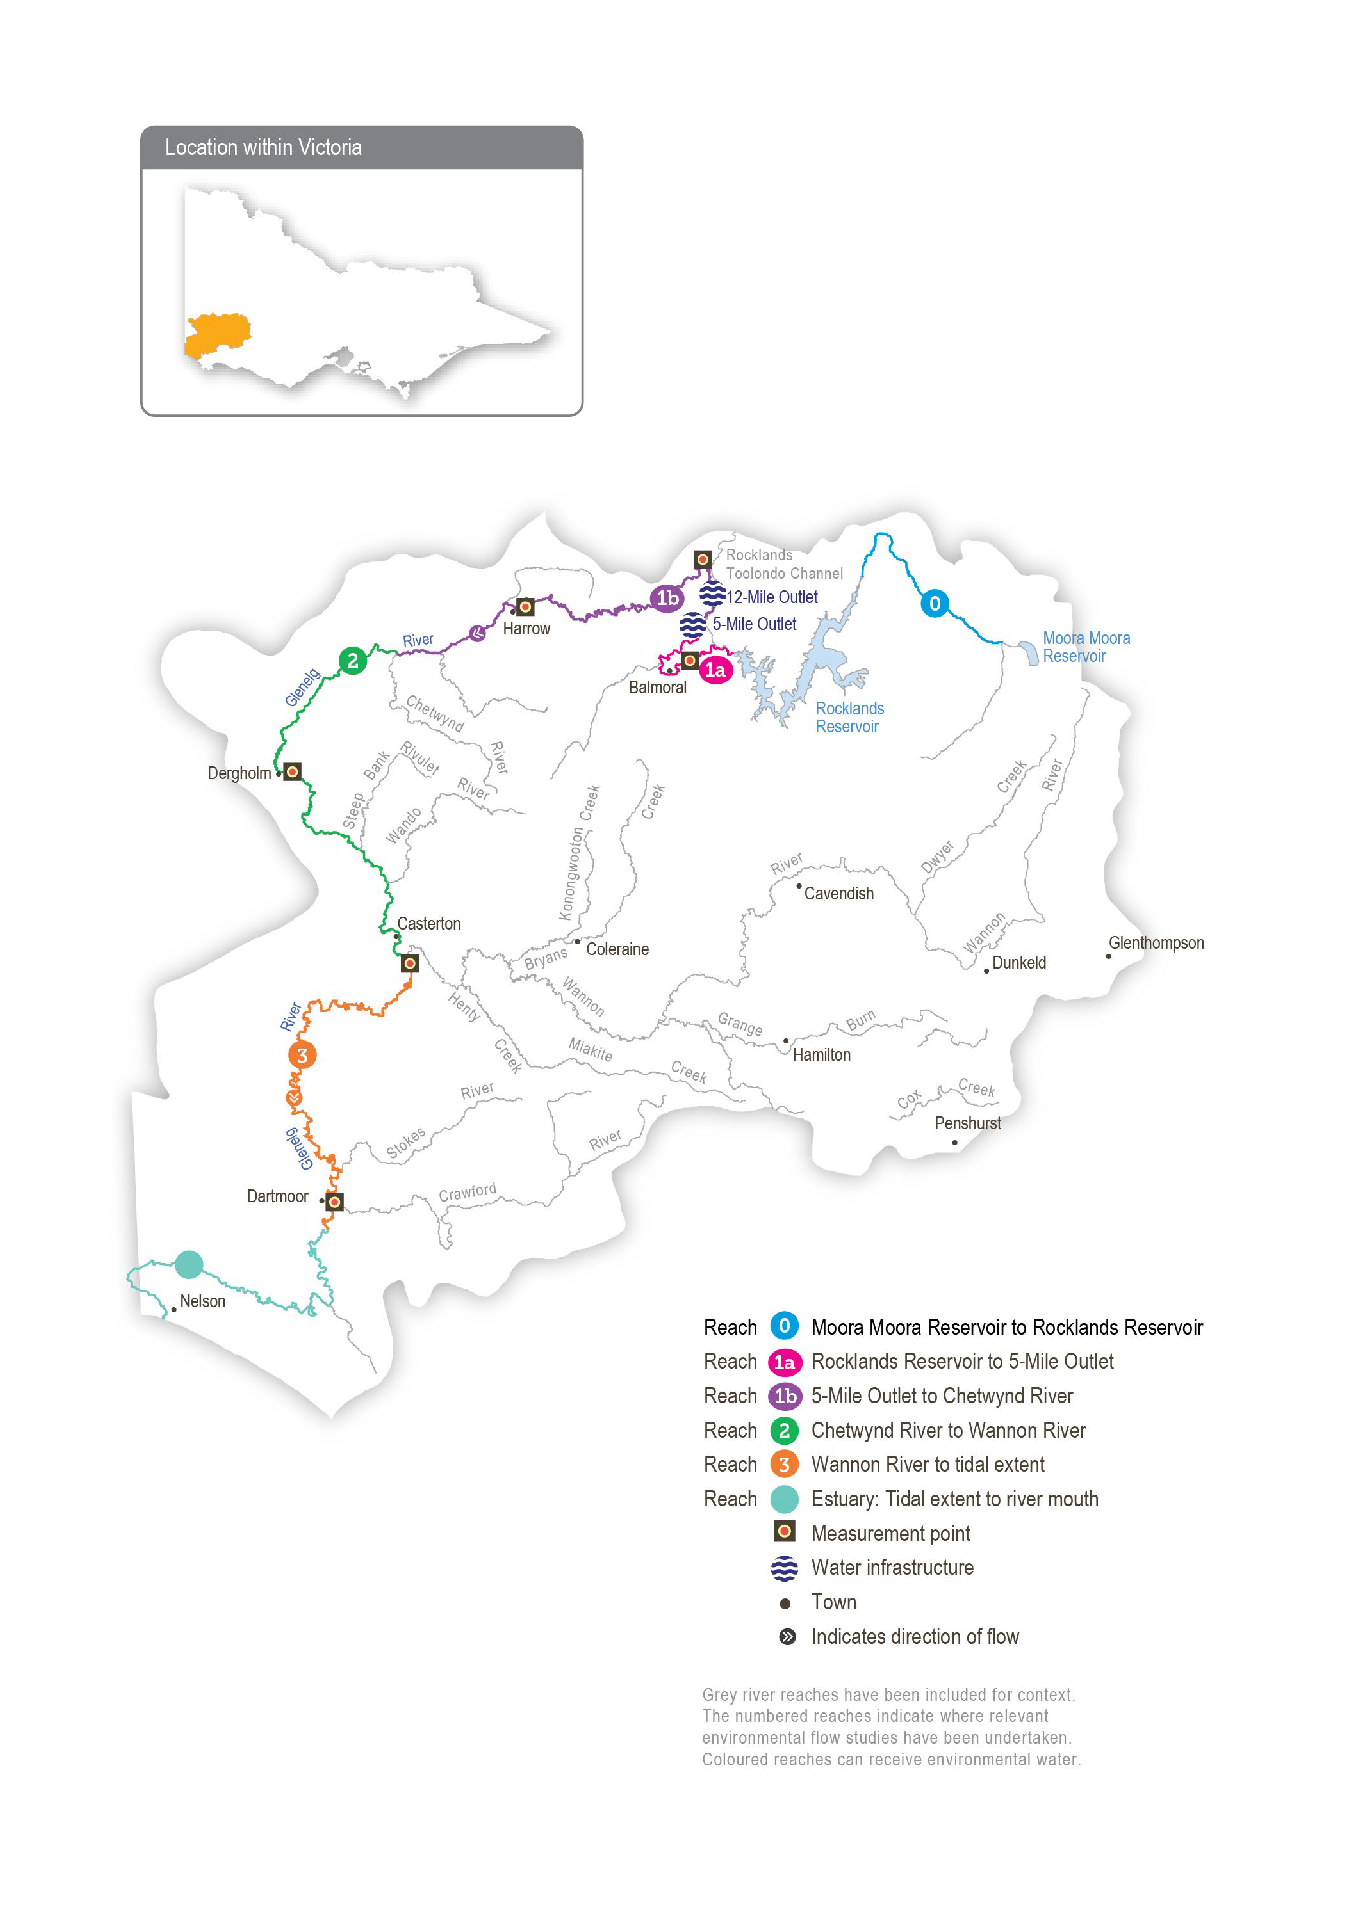 Location within Victoria
Rocklands
Toolondo Channel
12-Mile Outlet
5-Mile Outlet
1b
0
Harrow
River
Moora Moora
Reservoir
2
1a
Balmoral
Glenelg
Chetwynd
River
Rocklands
Reservoir
Dergholm
Steep
Bank
Rivulet
Wando
River
Konongwooton
Creek
Creek
Dwyer
Creek
River
Wannon
River
Cavendish
Casterton
Bryans
Coleraine
Glenthompson
Dunkeld
Wannon
Henty
Creek
River
Grange
Burn
Hamilton
3
Miakite
Creek
Stokes
River
Cox
Creek
Penshurst
Glenelg
River
Crawford
Dartmoor
Nelson
Reach 0 Moora Moora Reservoir to Rocklands Reservoir
Reach 1a Rocklands Reservoir to 5-Mile Outlet
Reach 1b 5-Mile Outlet to Chetwynd River
Reach 2 Chetwynd River to Wannon River
Reach 3 Wannon River to tidal extent
Reach Estuary: Tidal extent to river mouth
Measurement point
Water infrastructure
Town
Indicates direction of flow
Grey river reaches have been included for context.
The numbered reaches indicate where relevant
environmental flow studies have been undertaken.
Coloured reaches can receive environmental water.